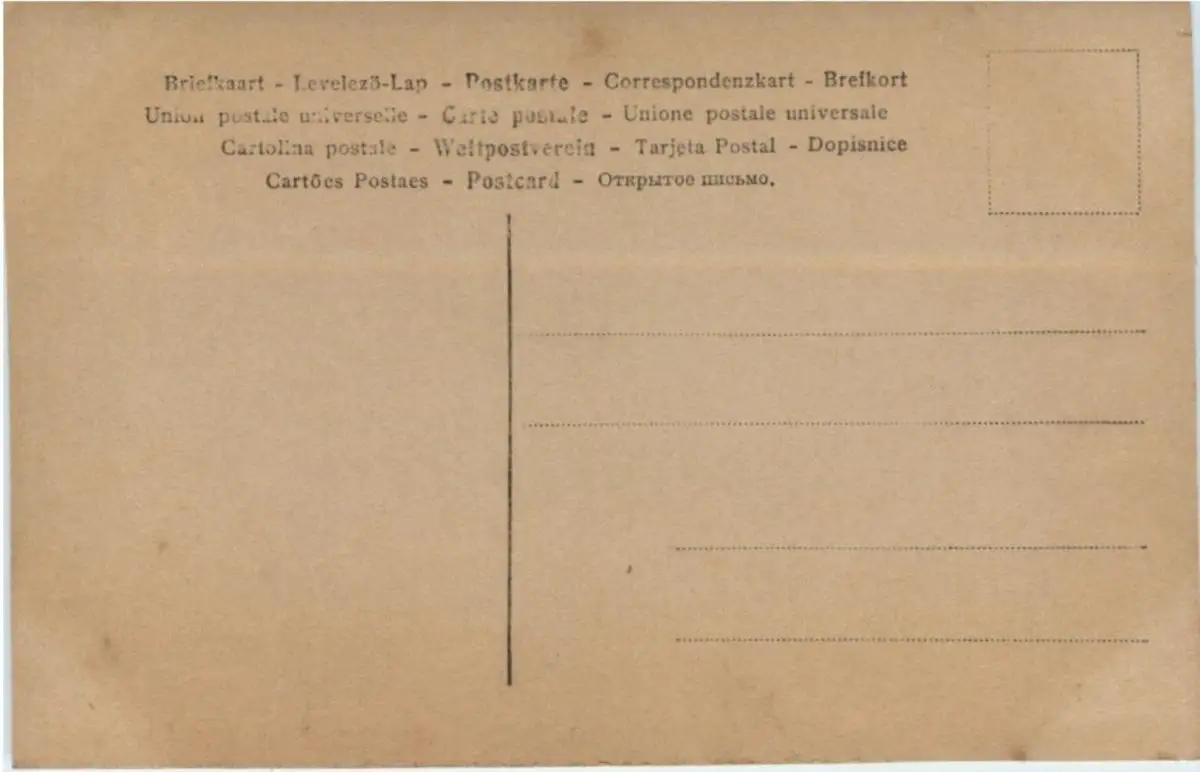 Briefkaart - Levelezõ-Lap - Postkarte - Correspondenzkart - Brefkort
Union postale universelle - Carte postale - Unione postale universale
Cartolina postale - Weltpostverein - Tarjeta Postal - Dopisnice
Cartões Postaes - Postcard - Открытое письмо.